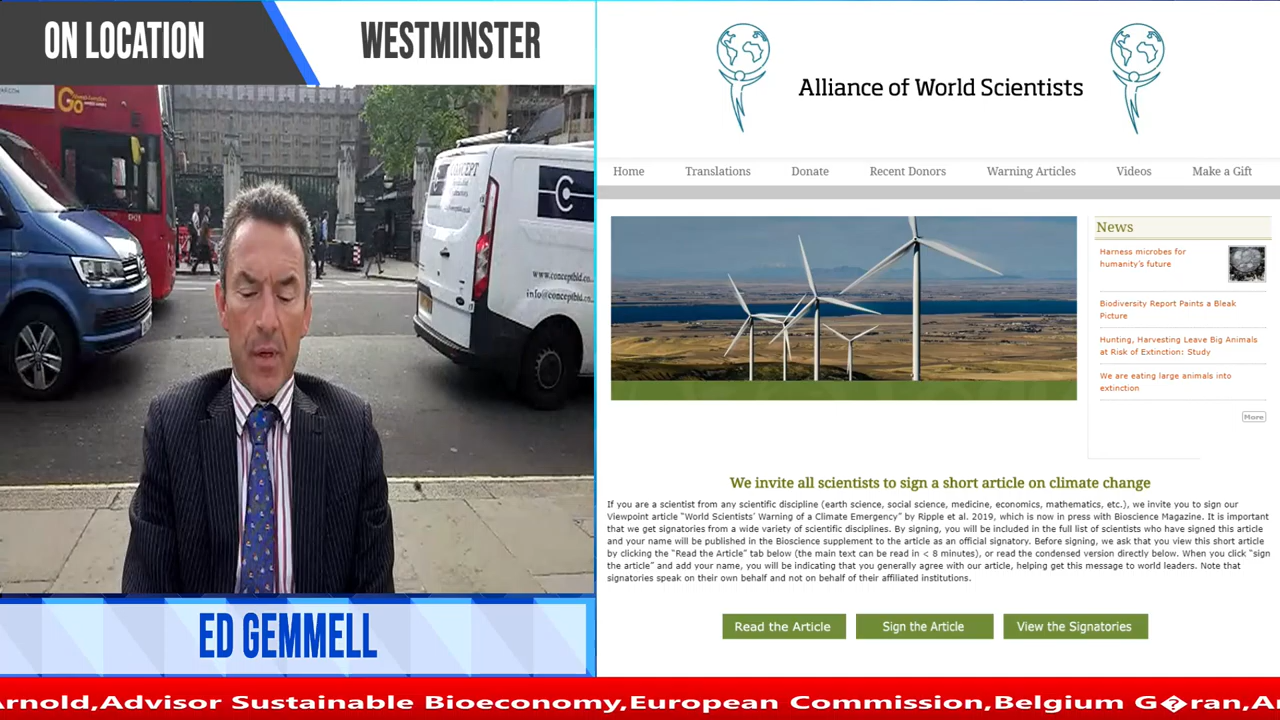 ON LOCATION
WESTMINSTER
Go
CONCEPT
www.conceptbid.co
info@conceptbid.co
ED GEMMELL
Alliance of World Scientists
Home Translations Donate Recent Donors Warning Articles Videos Make a Gift
News
Harness microbes for
humanity's future
Biodiversity Report Paints a Bleak
Picture
Hunting, Harvesting Leave Big Animals
at Risk of Extinction: Study
We are eating large animals into
extinction
More
We invite all scientists to sign a short article on climate change
If you are a scientist from any scientific discipline (earth science, social science, medicine, economics, mathematics, etc.), we invite you to sign our
Viewpoint article "World Scientists' Warning of a Climate Emergency" by Ripple et al. 2019, which is now in press with Bioscience Magazine. It is important
that we get signatories from a wide variety of scientific disciplines. By signing, you will be included in the full list of scientists who have signed this article
and your name will be published in the Bioscience supplement to the article as an official signatory. Before signing, we ask that you view this short article
by clicking the "Read the Article" tab below (the main text can be read in < 8 minutes), or read the condensed version directly below. When you click "sign
the article" and add your name, you will be indicating that you generally agree with our article, helping get this message to world leaders. Note that
signatories speak on their own behalf and not on behalf of their affiliated institutions.
Read the Article Sign the Article View the Signatories
Arnold,Advisor Sustainable Bioeconomy,European Commission,Belgium G�ran,A